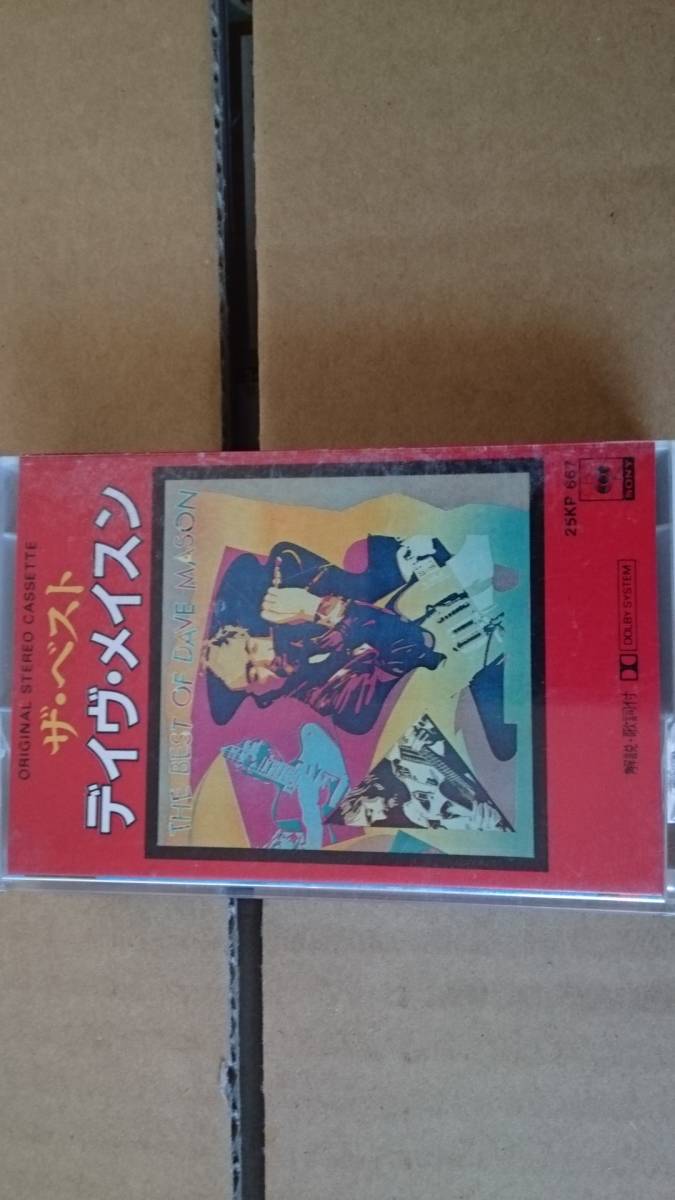 ORIGINAL STEREO CASSETTE
ザ・ベスト
デイヴ・メイスン
THE BEST OF DAVE MASON
25KP 667
解説・歌詞付
DOLBY SYSTEM
SONY